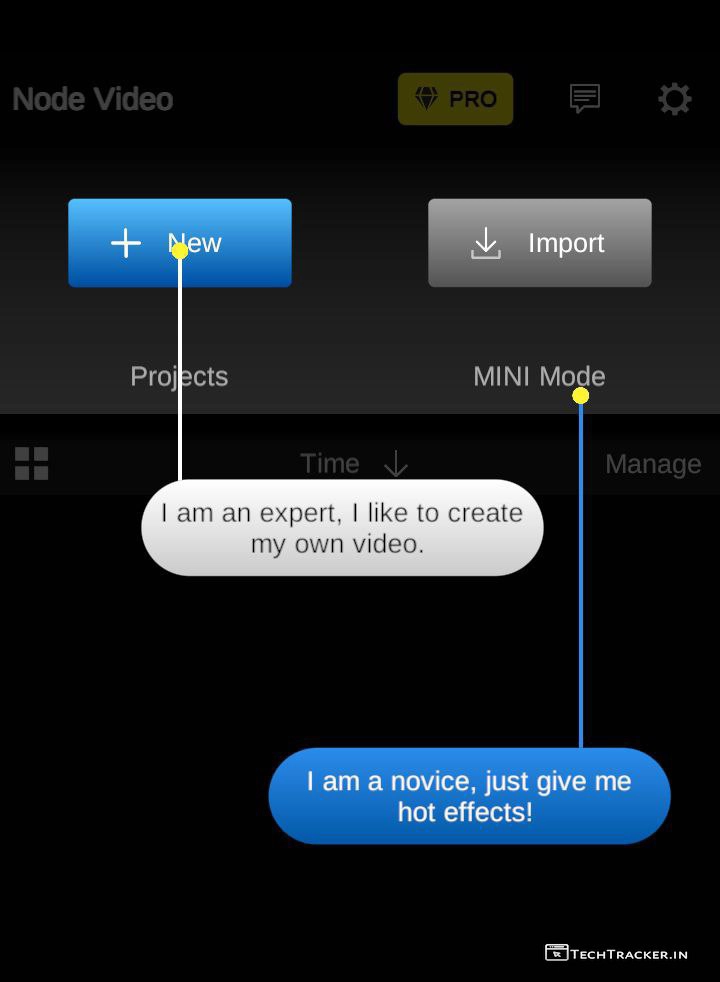 Node Video
PRO
New
Import
Projects
MINI Mode
Time
Manage
I am an expert, I like to create
my own video.
I am a novice, just give me
hot effects!
TECHTRACKER.IN